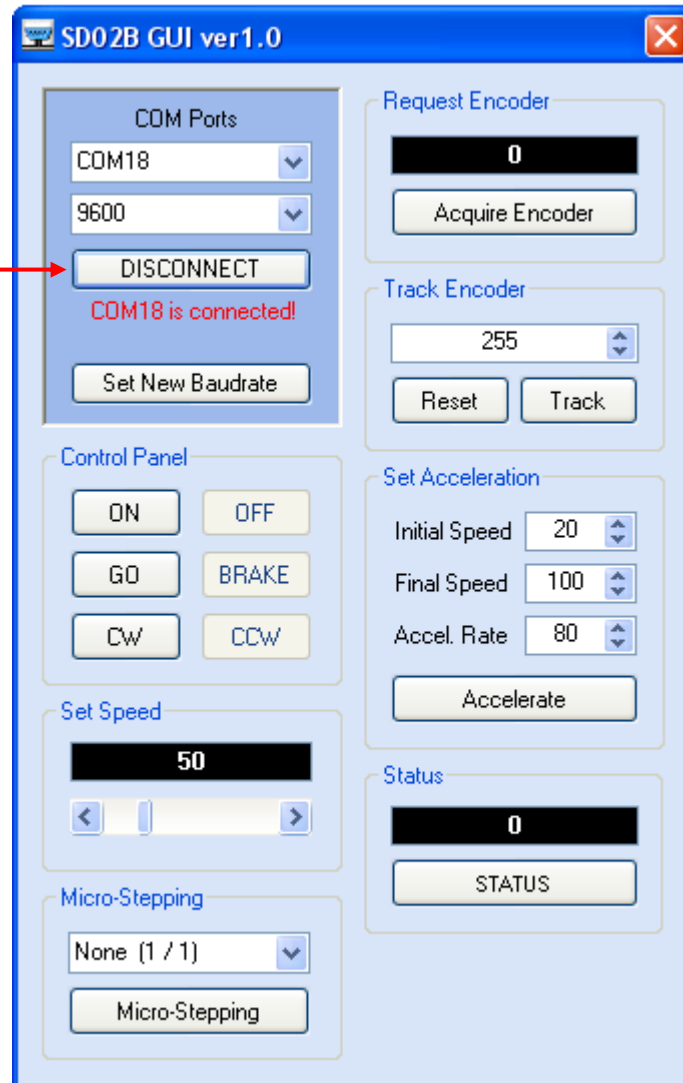 SD02B GUI ver1.0
COM Ports
COM18
9600
DISCONNECT
COM18 is connected!
Set New Baudrate
Control Panel
ON OFF
GO BRAKE
CW CCW
Set Speed
50
Micro-Stepping
None (1 / 1)
Micro-Stepping
Request Encoder
0
Acquire Encoder
Track Encoder
255
Reset Track
Set Acceleration
Initial Speed 20
Final Speed 100
Accel. Rate 80
Accelerate
Status
0
STATUS